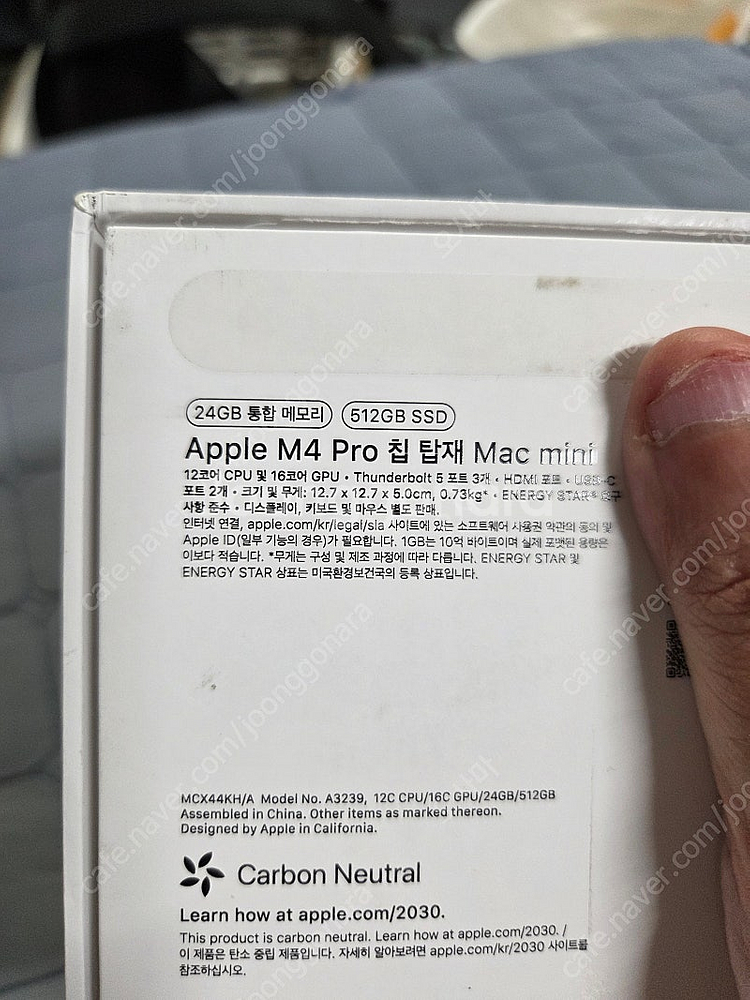 24GB 통합 메모리 512GB SSD
Apple M4 Pro 칩 탑재 Mac mini
12코어 CPU 및 16코어 GPU • Thunderbolt 5 포트 3개 • HDMI 포트 • USB-C
포트 2개 • 크기 및 무게: 12.7 x 12.7 x 5.0cm, 0.73kg* • ENERGY STAR® 요구
사항 준수 • 디스플레이, 키보드 및 마우스 별도 판매.
인터넷 연결, apple.com/kr/legal/sla 사이트에 있는 소프트웨어 사용권 약관의 동의 및
Apple ID(일부 기능의 경우)가 필요합니다. 1GB는 10억 바이트이며 실제 포맷된 용량은
이보다 적습니다. *무게는 구성 및 제조 과정에 따라 다릅니다. ENERGY STAR 및
ENERGY STAR 상표는 미국환경보건국의 등록 상표입니다.
MCX44KH/A Model No. A3239, 12C CPU/16C GPU/24GB/512GB
Assembled in China. Other items as marked thereon.
Designed by Apple in California.
Carbon Neutral
Learn how at apple.com/2030.
This product is carbon neutral. Learn how at apple.com/2030. /
이 제품은 탄소 중립 제품입니다. 자세히 알아보려면 apple.com/kr/2030 사이트를
참조하십시오.
cafe.naver.com/joonggonara